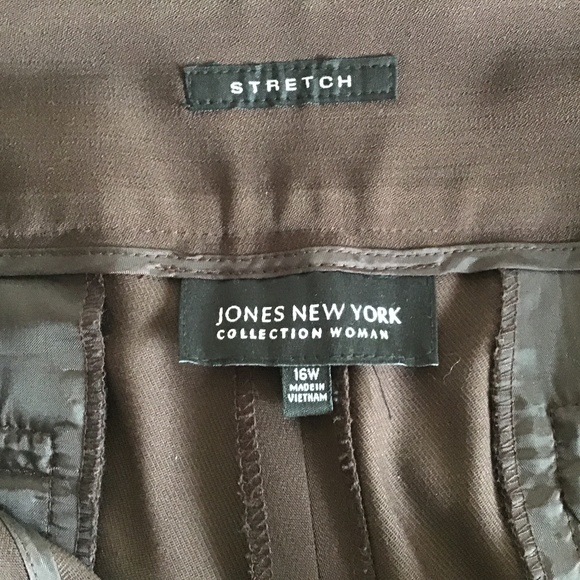 STRETCH
JONES NEW YORK
COLLECTION WOMAN
16W
MADE IN
VIETNAM